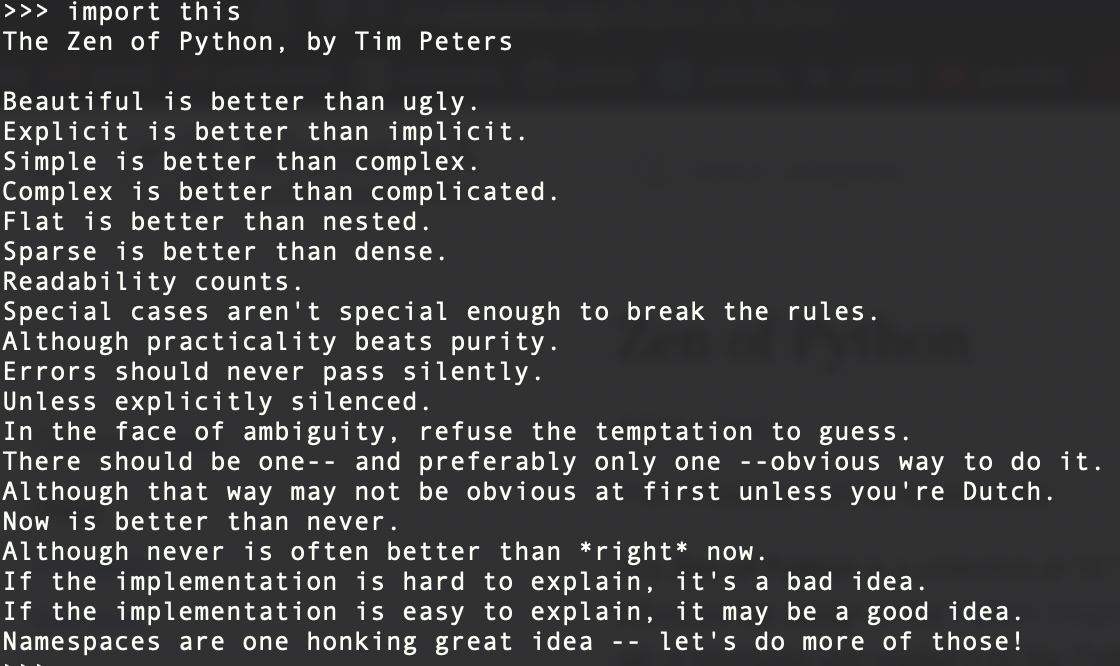 >>> import this
The Zen of Python, by Tim Peters
Beautiful is better than ugly.
Explicit is better than implicit.
Simple is better than complex.
Complex is better than complicated.
Flat is better than nested.
Sparse is better than dense.
Readability counts.
Special cases aren't special enough to break the rules.
Although practicality beats purity.
Errors should never pass silently.
Unless explicitly silenced.
In the face of ambiguity, refuse the temptation to guess.
There should be one-- and preferably only one --obvious way to do it.
Although that way may not be obvious at first unless you're Dutch.
Now is better than never.
Although never is often better than *right* now.
If the implementation is hard to explain, it's a bad idea.
If the implementation is easy to explain, it may be a good idea.
Namespaces are one honking great idea -- let's do more of those!
>>>
Zen of Python